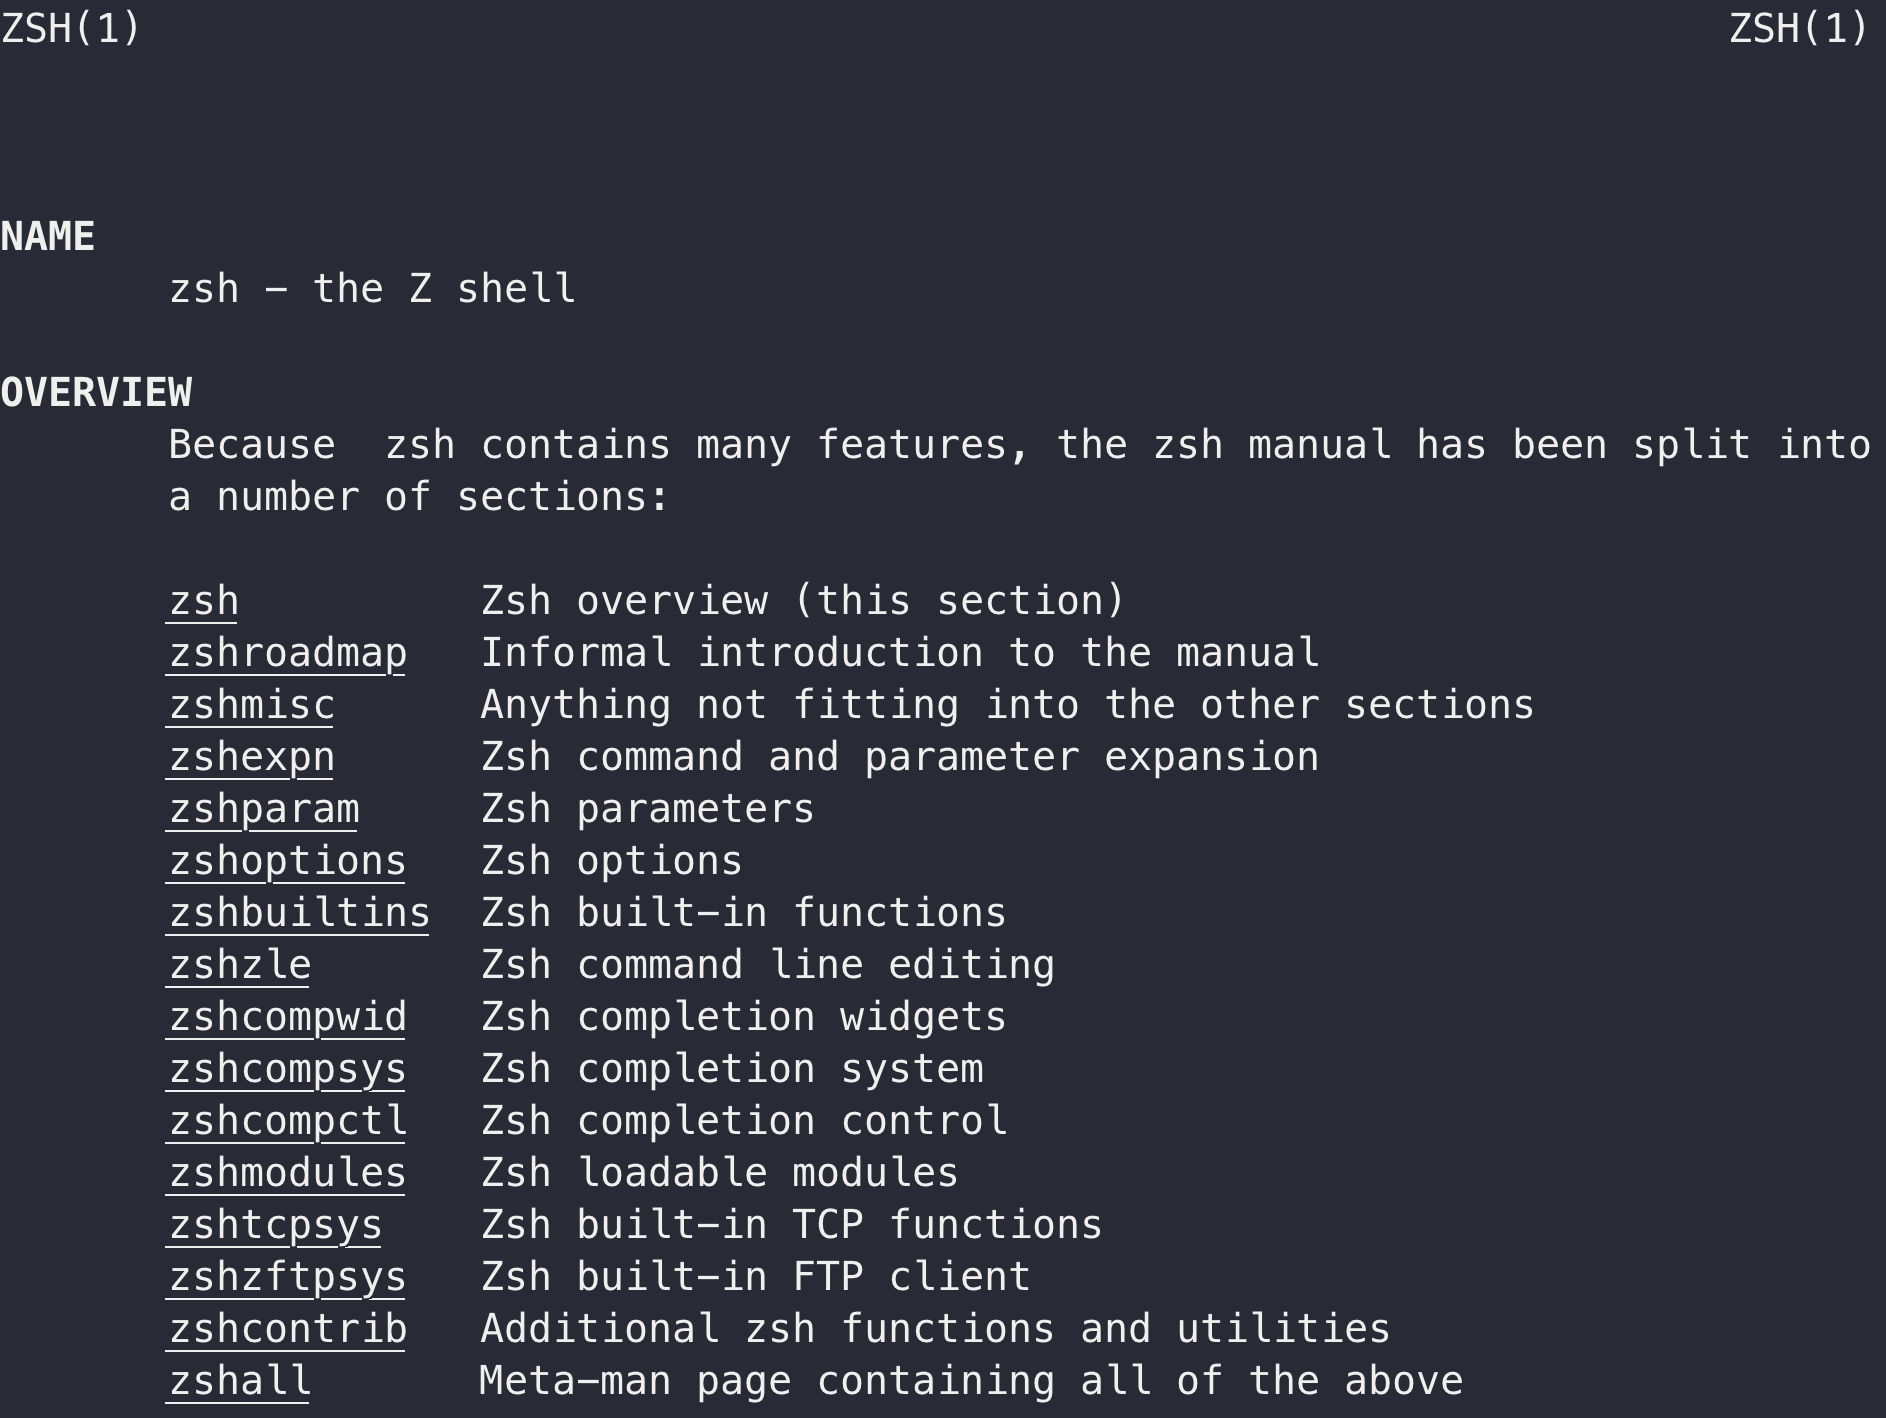 ZSH(1) ZSH(1)
NAME
zsh - the Z shell
OVERVIEW
Because  zsh contains many features, the zsh manual has been split into
a number of sections:
zsh Zsh overview (this section)
zshroadmap Informal introduction to the manual
zshmisc Anything not fitting into the other sections
zshexpn Zsh command and parameter expansion
zshparam Zsh parameters
zshoptions Zsh options
zshbuiltins Zsh built-in functions
zshzle Zsh command line editing
zshcompwid Zsh completion widgets
zshcompsys Zsh completion system
zshcompctl Zsh completion control
zshmodules Zsh loadable modules
zshtcpsys Zsh built-in TCP functions
zshzftpsys Zsh built-in FTP client
zshcontrib Additional zsh functions and utilities
zshall Meta-man page containing all of the above